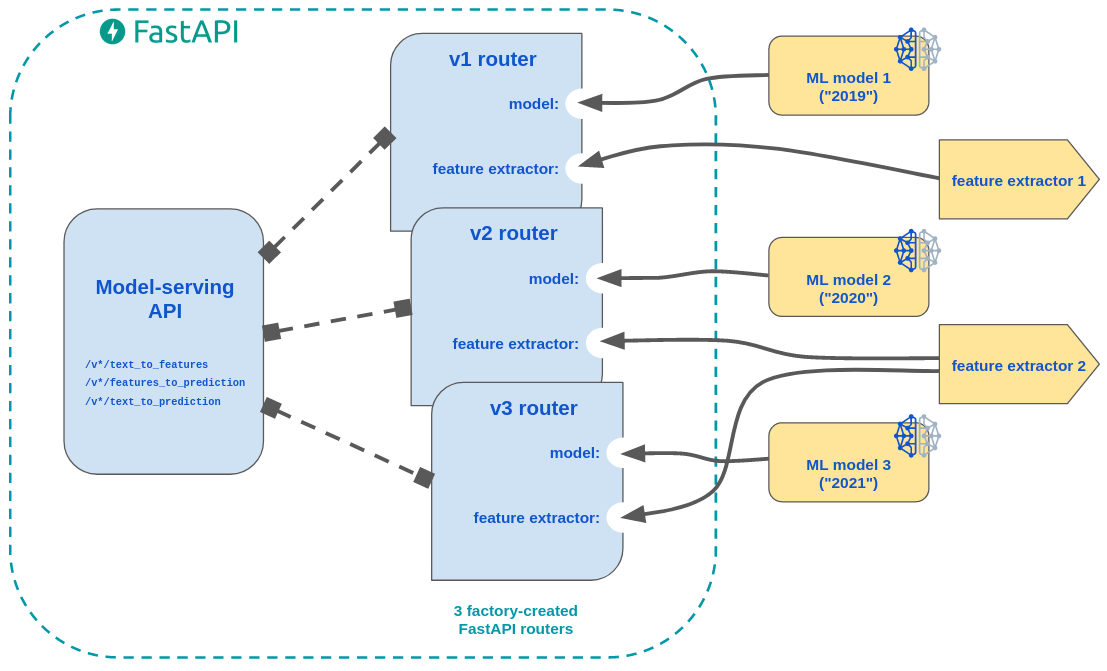 FastAPI
v1 router
model:
feature extractor:
v2 router
model:
feature extractor:
v3 router
model:
feature extractor:
Model-serving
API
/v*/text_to_features
/v*/features_to_prediction
/v*/text_to_prediction
3 factory-created
FastAPI routers
ML model 1
("2019")
feature extractor 1
ML model 2
("2020")
feature extractor 2
ML model 3
("2021")